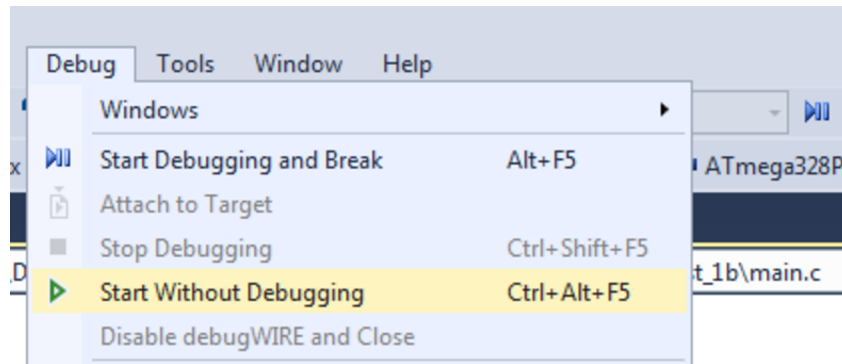 Debug Tools Window Help
Windows
Start Debugging and Break Alt+F5
x ATmega328P
Attach to Target
Stop Debugging Ctrl+Shift+F5
Start Without Debugging Ctrl+Alt+F5
t_1b\main.c
Disable debugWIRE and Close